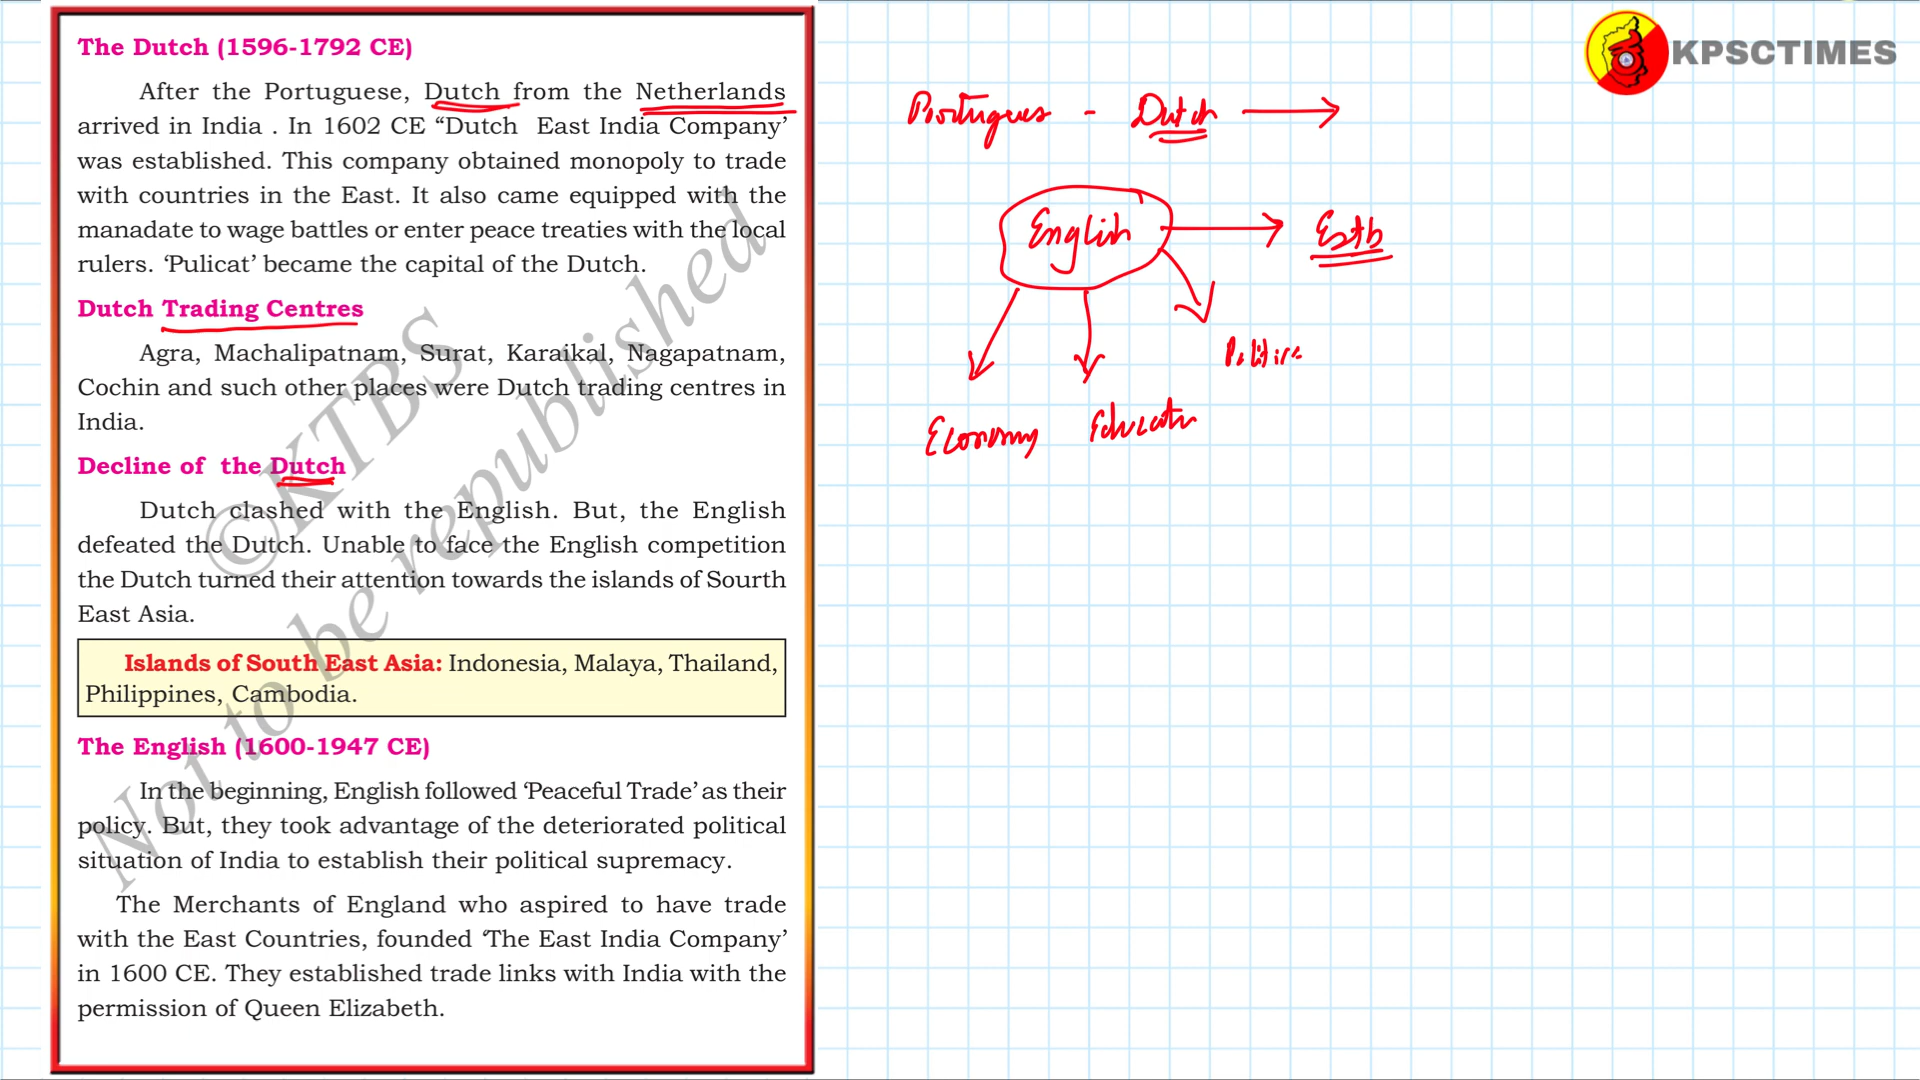 The Dutch (1596-1792 CE)
After the Portuguese, Dutch from the Netherlands
arrived in India . In 1602 CE “Dutch East India Company’
was established. This company obtained monopoly to trade
with countries in the East. It also came equipped with the
manadate to wage battles or enter peace treaties with the local
rulers. ‘Pulicat’ became the capital of the Dutch.
Dutch Trading Centres
Agra, Machalipatnam, Surat, Karaikal, Nagapatnam,
Cochin and such other places were Dutch trading centres in
India.
Decline of the Dutch
Dutch clashed with the English. But, the English
defeated the Dutch. Unable to face the English competition
the Dutch turned their attention towards the islands of Sourth
East Asia.
Islands of South East Asia: Indonesia, Malaya, Thailand,
Philippines, Cambodia.
The English (1600-1947 CE)
In the beginning, English followed ‘Peaceful Trade’ as their
policy. But, they took advantage of the deteriorated political
situation of India to establish their political supremacy.
The Merchants of England who aspired to have trade
with the East Countries, founded ‘The East India Company’
in 1600 CE. They established trade links with India with the
permission of Queen Elizabeth.
©KTBS
Not to be republished
KPSCTIMES
Portugues - Dutch
English
Estb
Economy Educatn